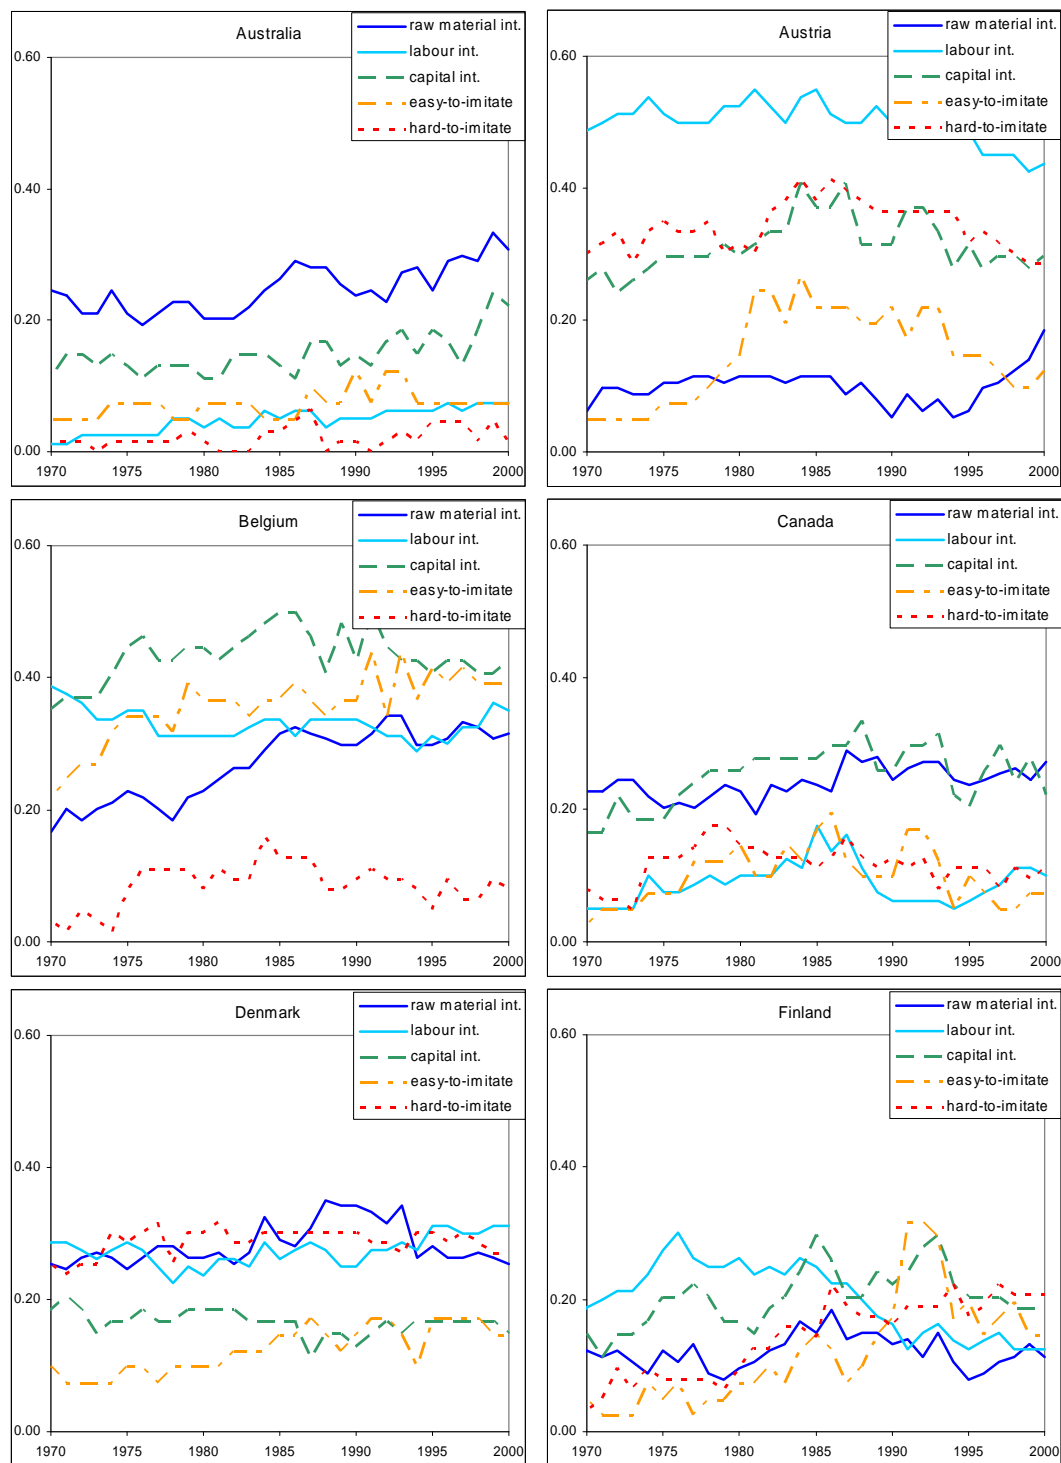 Australia
raw material int.
labour int.
capital int.
easy-to-imitate
hard-to-imitate
0.60
0.40
0.20
0.00
1970 1975 1980 1985 1990 1995 2000
Austria
raw material int.
labour int.
capital int.
easy-to-imitate
hard-to-imitate
0.60
0.40
0.20
0.00
1970 1975 1980 1985 1990 1995 2000
Belgium
raw material int.
labour int.
capital int.
easy-to-imitate
hard-to-imitate
0.60
0.40
0.20
0.00
1970 1975 1980 1985 1990 1995 2000
Canada
raw material int.
labour int.
capital int.
easy-to-imitate
hard-to-imitate
0.60
0.40
0.20
0.00
1970 1975 1980 1985 1990 1995 2000
Denmark
raw material int.
labour int.
capital int.
easy-to-imitate
hard-to-imitate
0.60
0.40
0.20
0.00
1970 1975 1980 1985 1990 1995 2000
Finland
raw material int.
labour int.
capital int.
easy-to-imitate
hard-to-imitate
0.60
0.40
0.20
0.00
1970 1975 1980 1985 1990 1995 2000